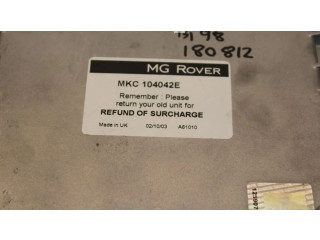 180812
MG ROVER
MKC 104042E
Remember : Please
return your old unit for
REFUND OF SURCHARGE
Made in UK 02/10/03 A61010